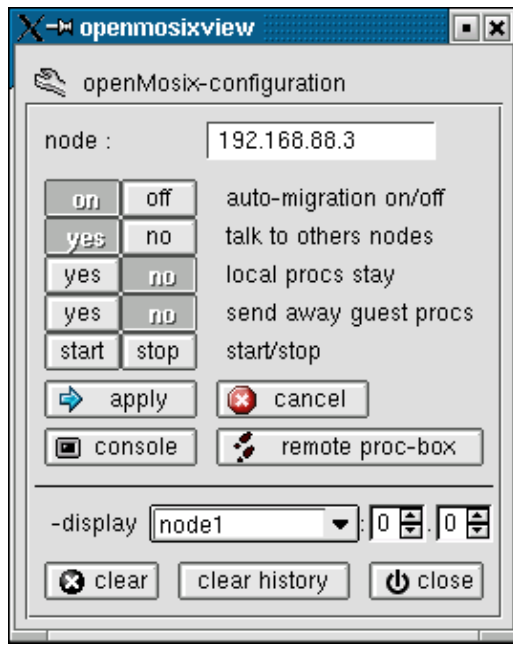 openmosixview
openMosix-configuration
node : 192.168.88.3
on off auto-migration on/off
yes no talk to others nodes
yes no local procs stay
yes no send away guest procs
start stop start/stop
apply cancel
console remote proc-box
-display node1 : 0 . 0
clear clear history close